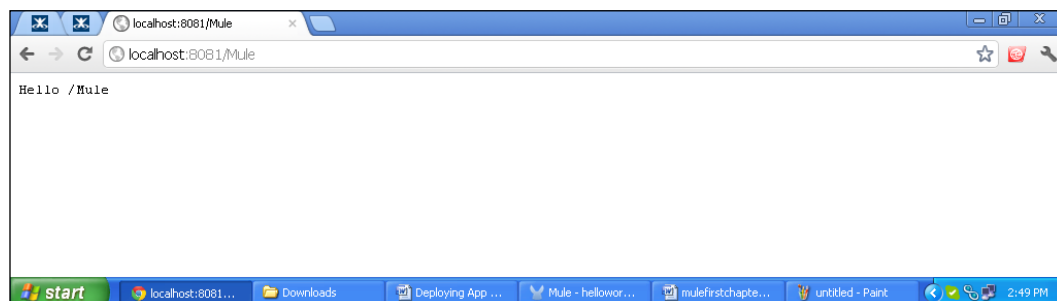 localhost:8081/Mule
localhost:8081/Mule
Hello /Mule
start
localhost:8081...
Downloads
Deploying App ...
Mule - hellowor...
mulefirstchapte...
untitled - Paint
2:49 PM